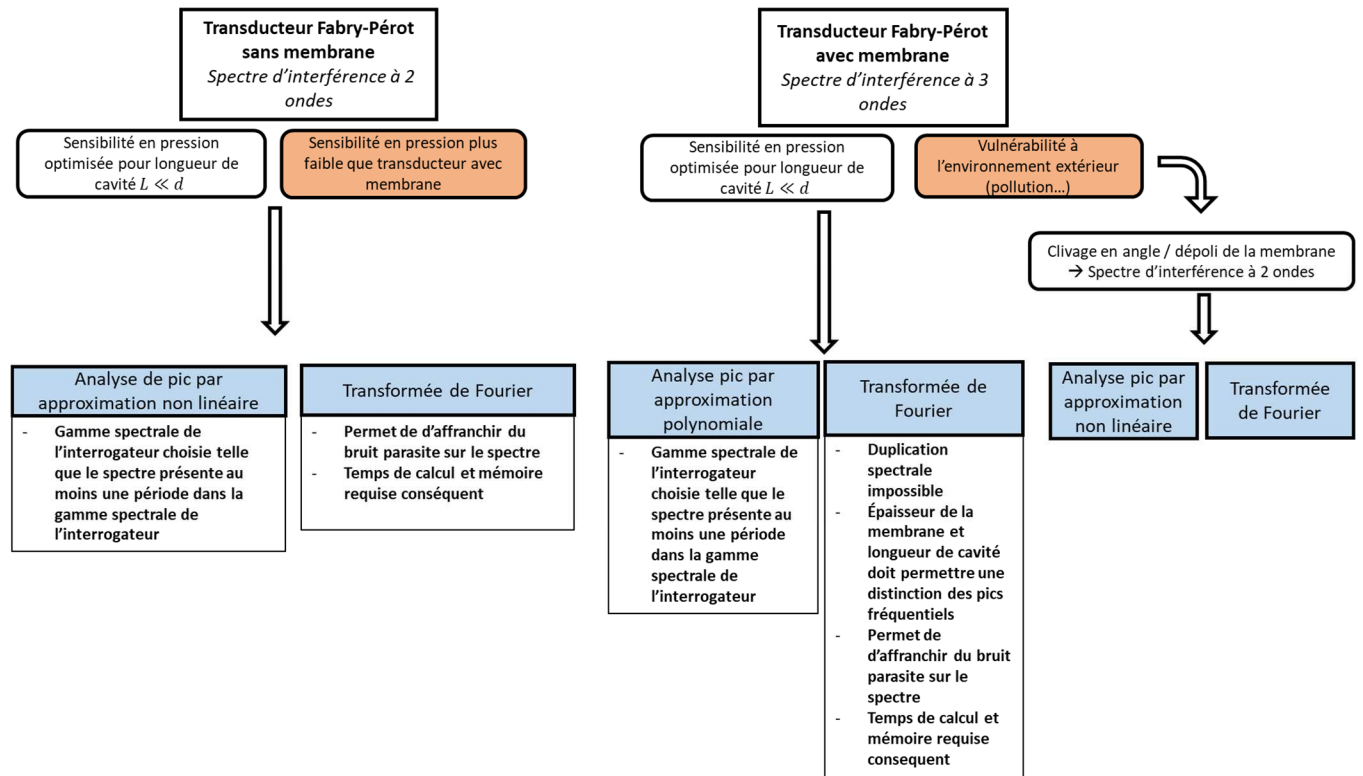 Transducteur Fabry-Pérot
sans membrane
Spectre d'interférence à 2
ondes
Sensibilité en pression
optimisée pour longueur de
cavité L ≪ d
Sensibilité en pression plus
faible que transducteur avec
membrane
Analyse de pic par
approximation non linéaire
- Gamme spectrale de
l'interrogateur choisie telle
que le spectre présente au
moins une période dans la
gamme spectrale de
l'interrogateur
Transformée de Fourier
- Permet de d'affranchir du
bruit parasite sur le spectre
- Temps de calcul et mémoire
requise conséquent
Transducteur Fabry-Pérot
avec membrane
Spectre d'interférence à 3
ondes
Sensibilité en pression
optimisée pour longueur de
cavité L ≪ d
Vulnérabilité à
l'environnement extérieur
(pollution...)
Clivage en angle / dépoli de la membrane
→ Spectre d'interférence à 2 ondes
Analyse pic par
approximation
polynomiale
- Gamme spectrale de
l'interrogateur
choisie telle que le
spectre présente au
moins une période
dans la gamme
spectrale de
l'interrogateur
Transformée de
Fourier
- Duplication
spectrale
impossible
- Épaisseur de la
membrane et
longueur de cavité
doit permettre une
distinction des pics
fréquentiels
- Permet de
d'affranchir du bruit
parasite sur le
spectre
- Temps de calcul et
mémoire requise
consequent
Analyse pic par
approximation
non linéaire
Transformée
de Fourier